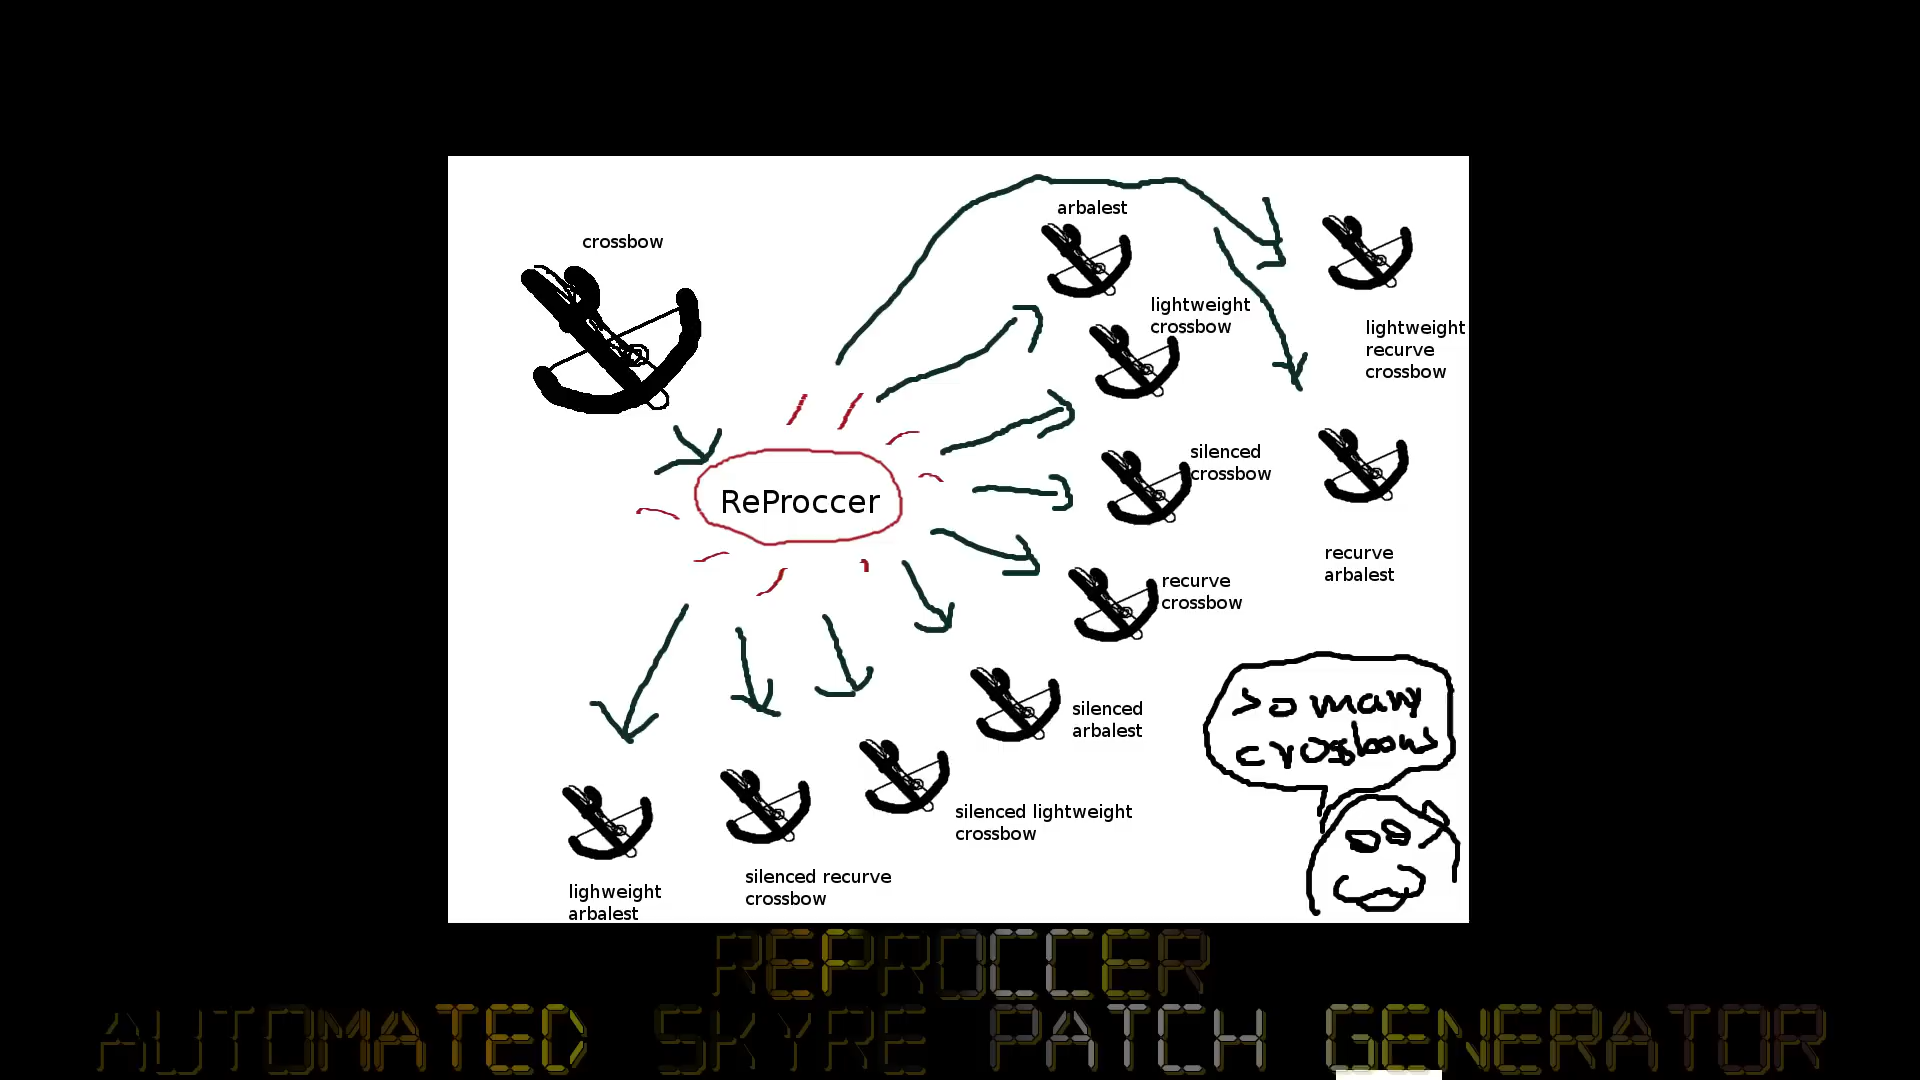 crossbow
arbalest
lightweight
crossbow
lightweight
recurve
crossbow
silenced
crossbow
ReProccer
recurve
arbalest
recurve
crossbow
silenced
arbalest
so many
crossbows
silenced lightweight
crossbow
silenced recurve
crossbow
lighweight
arbalest
REPROCCER
AUTOMATED SKYRE PATCH GENERATOR